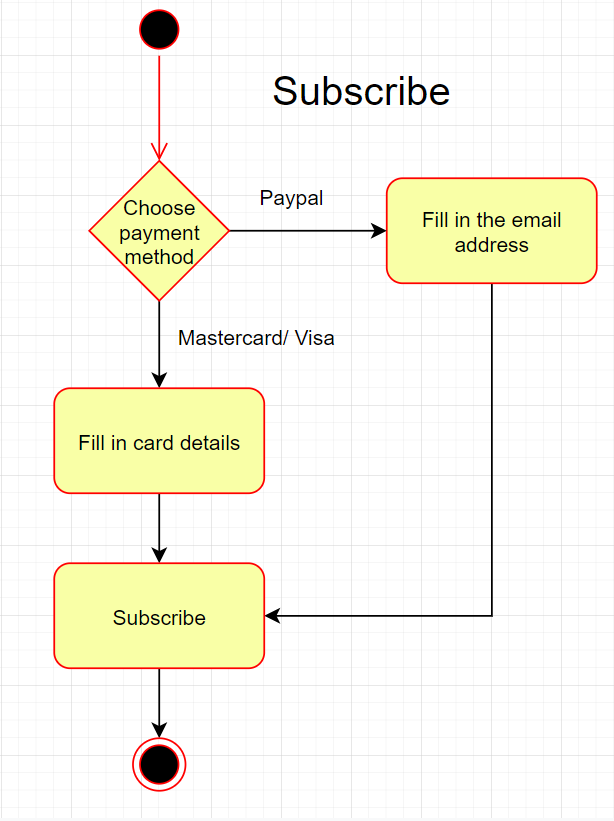 Subscribe
Choose
payment
method
Paypal
Fill in the email
address
Mastercard/ Visa
Fill in card details
Subscribe